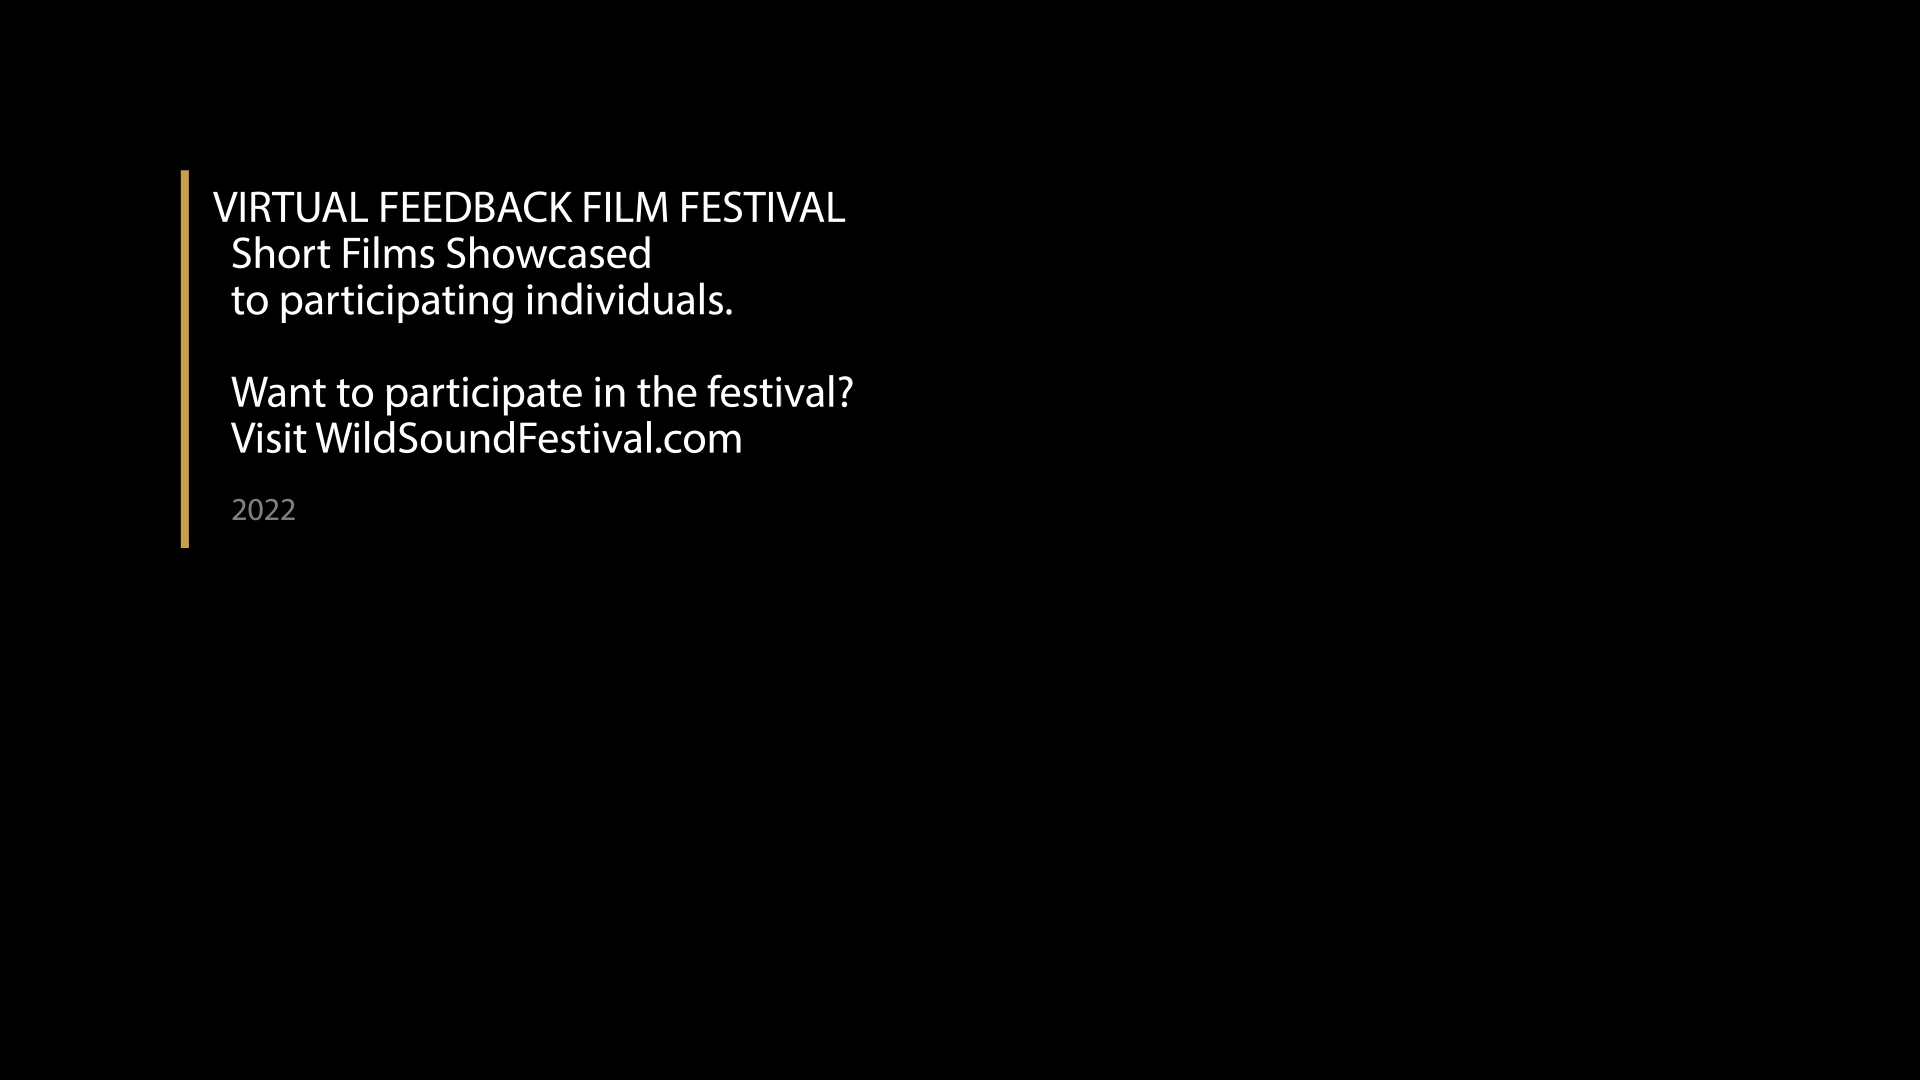 VIRTUAL FEEDBACK FILM FESTIVAL
Short Films Showcased
to participating individuals.
Want to participate in the festival?
Visit WildSoundFestival.com
2022